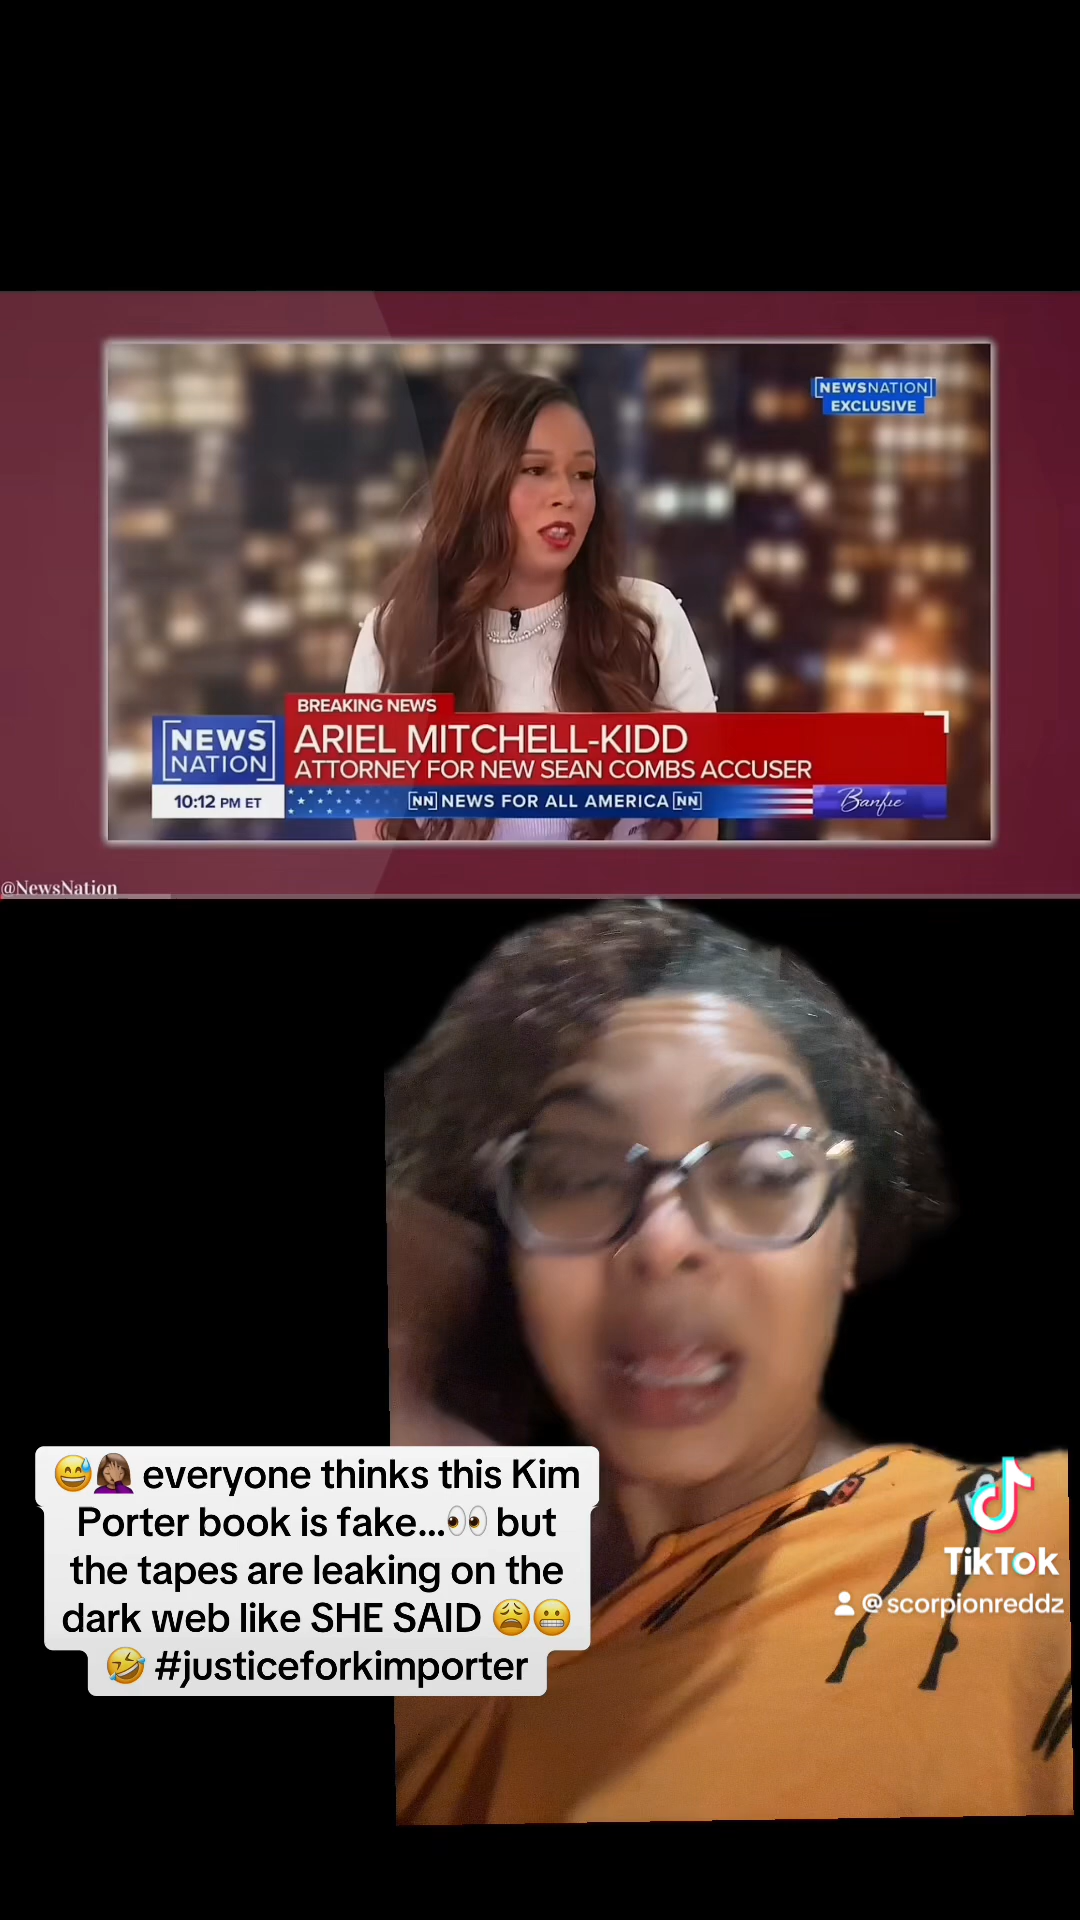 [NEWSNATION]
EXCLUSIVE
BREAKING NEWS
NEWS
NATION
ARIEL MITCHELL-KIDD
ATTORNEY FOR NEW SEAN COMBS ACCUSER
10:12 PM ET
[NN] NEWS FOR ALL AMERICA [NN]
Banfie
@NewsNation
😅🤦🏽‍♀️ everyone thinks this Kim
Porter book is fake...👀 but
the tapes are leaking on the
dark web like SHE SAID 😩😬
🤣 #justiceforkimporter
TikTok
@scorpionreddz